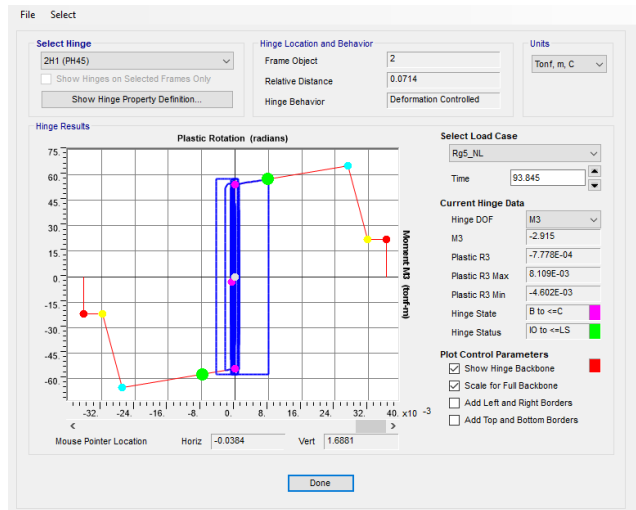 File Select
Select Hinge
2H1 (PH45)
Show Hinges on Selected Frames Only
Show Hinge Property Definition...
Hinge Location and Behavior
Frame Object 2
Relative Distance 0.0714
Hinge Behavior Deformation Controlled
Units
Tonf, m, C
Hinge Results
Plastic Rotation (radians)
75.
60.
45.
30.
15.
0.
-15.
-30.
-45.
-60.
Moment M3 (tonf-m)
-32. -24. -16. -8. 0. 8. 16. 24. 32. 40. x10 -3
Mouse Pointer Location Horiz -0.0384 Vert 1.6881
Select Load Case
Rg5_NL
Time 93.845
Current Hinge Data
Hinge DOF M3
M3 -2.915
Plastic R3 -7.778E-04
Plastic R3 Max 8.109E-03
Plastic R3 Min -4.602E-03
Hinge State B to <=C
Hinge Status IO to <=LS
Plot Control Parameters
Show Hinge Backbone
Scale for Full Backbone
Add Left and Right Borders
Add Top and Bottom Borders
Done